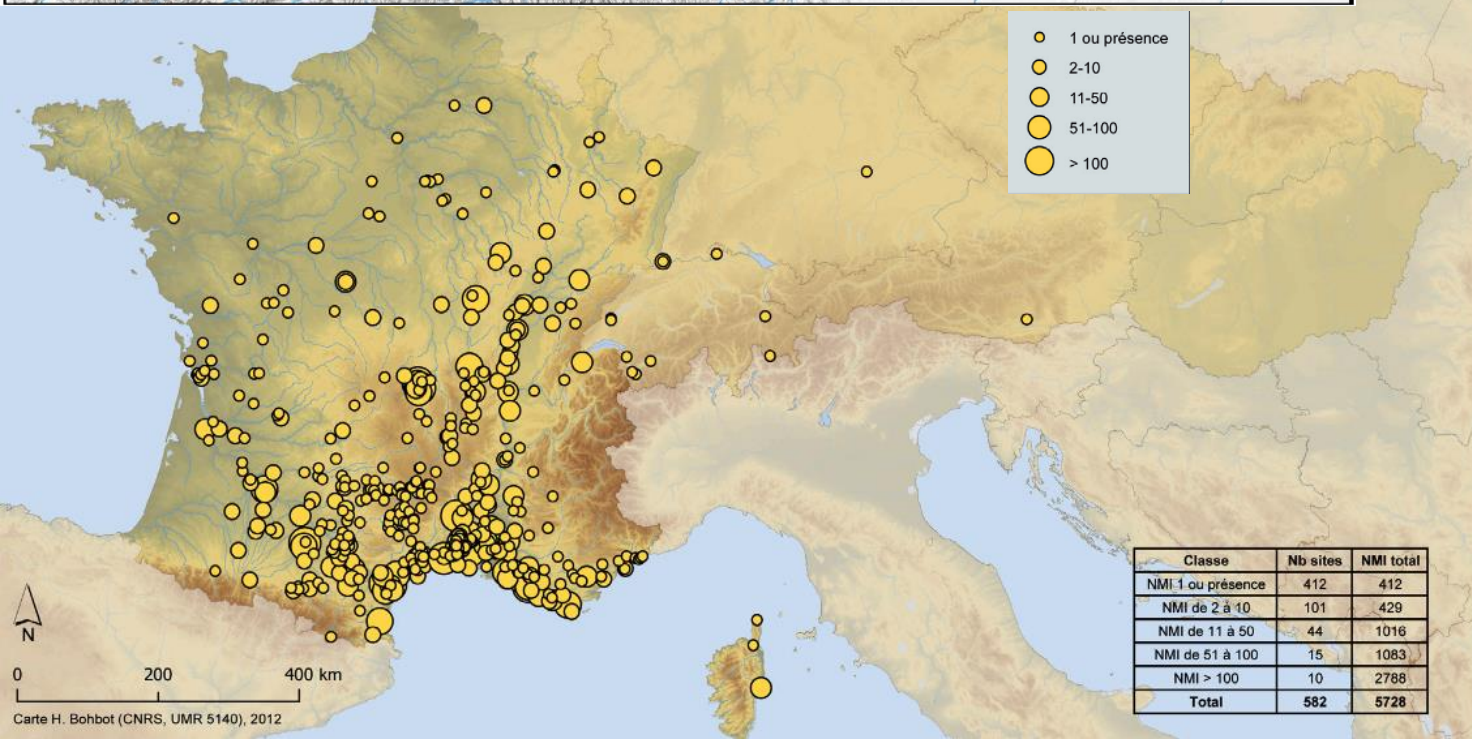 1 ou présence
2-10
11-50
51-100
> 100
Classe Nb sites NMI total
NMI 1 ou présence 412 412
NMI de 2 à 10 101 429
NMI de 11 à 50 44 1016
NMI de 51 à 100 15 1083
NMI > 100 10 2788
Total 582 5728
N
0 200 400 km
Carte H. Bohbot (CNRS, UMR 5140), 2012